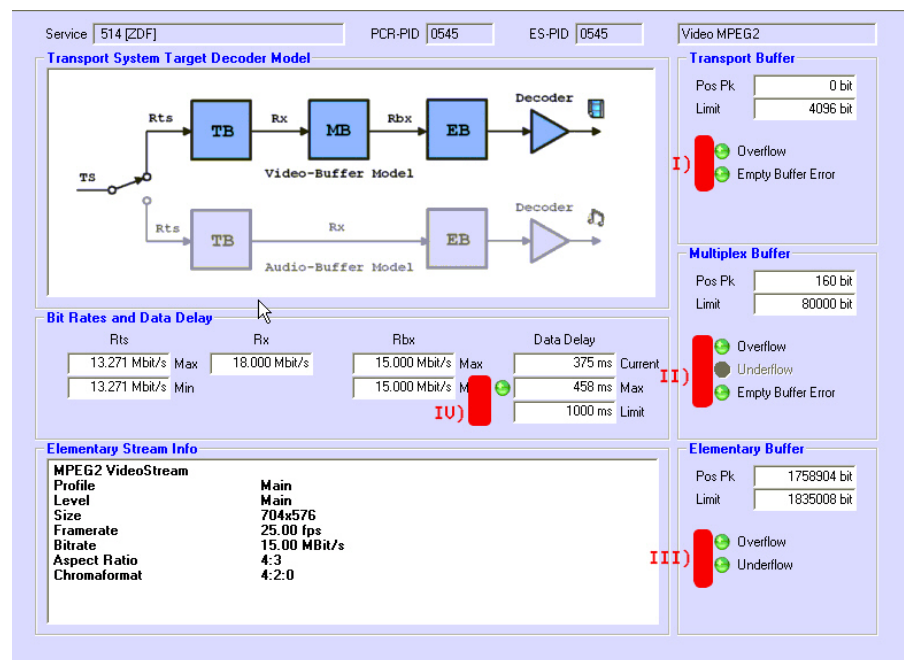 Service 514 [ZDF] PCR-PID 0545 ES-PID 0545 Video MPEG2
Transport System Target Decoder Model
Decoder
Rts Rx Rbx
TB MB EB
TS Video-Buffer Model
Decoder
Rts Rx
TB EB
Audio-Buffer Model
Transport Buffer
Pos Pk 0 bit
Limit 4096 bit
I) Overflow
Empty Buffer Error
Multiplex Buffer
Pos Pk 160 bit
Limit 80000 bit
II) Overflow
Underflow
Empty Buffer Error
Bit Rates and Data Delay
Rts Rx Rbx Data Delay
13.271 Mbit/s Max 18.000 Mbit/s 15.000 Mbit/s Max 375 ms Current
13.271 Mbit/s Min 15.000 Mbit/s 458 ms Max
IV) 1000 ms Limit
Elementary Stream Info
MPEG2 VideoStream
Profile Main
Level Main
Size 704x576
Framerate 25.00 fps
Bitrate 15.00 MBit/s
Aspect Ratio 4:3
Chromaformat 4:2:0
Elementary Buffer
Pos Pk 1758904 bit
Limit 1835008 bit
III) Overflow
Underflow